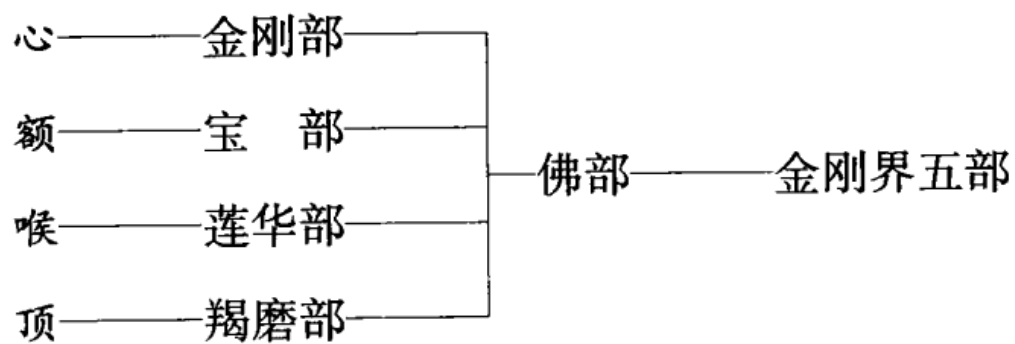 心 金刚部
额 宝 部
佛部 金刚界五部
喉 莲华部
顶 羯磨部